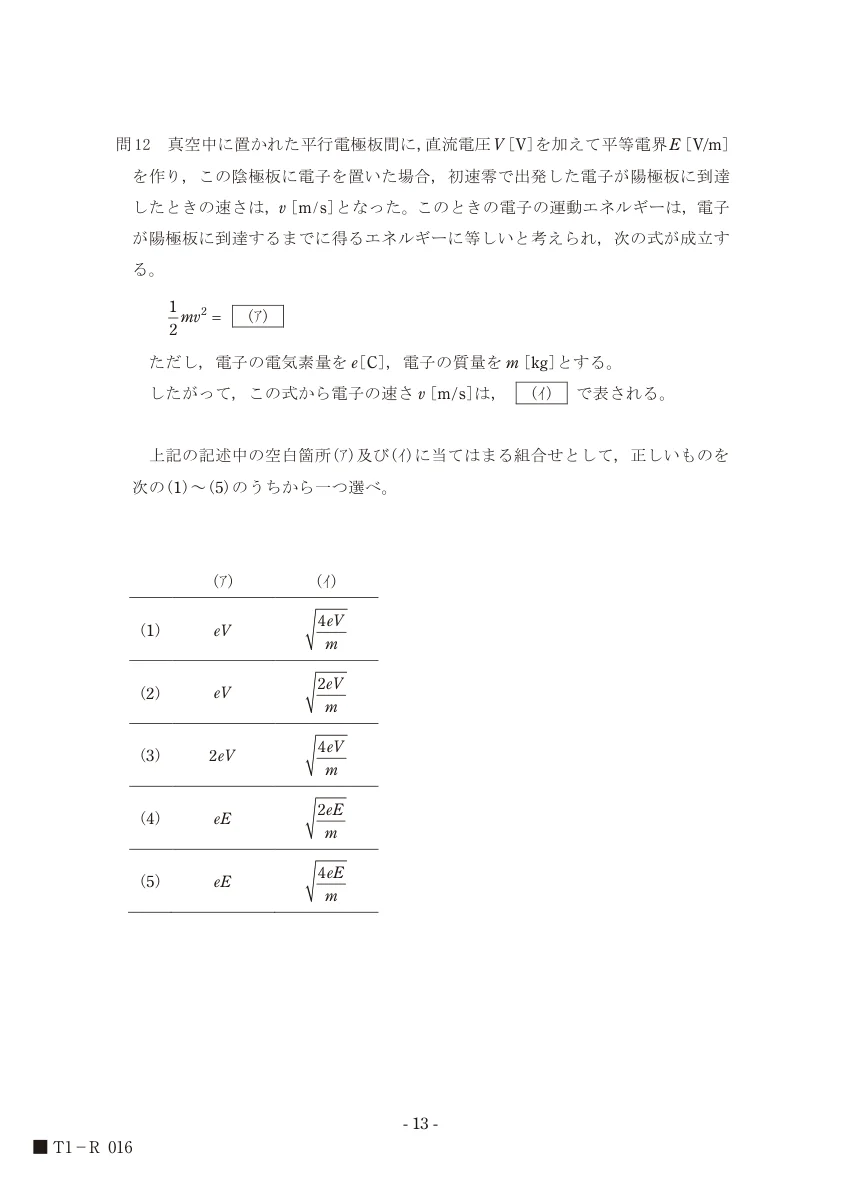 問12　真空中に置かれた平行電極板間に，直流電圧V［V］を加えて平等電界E［V/m］
を作り，この陰極板に電子を置いた場合，初速零で出発した電子が陽極板に到達
したときの速さは，v［m/s］となった。このときの電子の運動エネルギーは，電子
が陽極板に到達するまでに得るエネルギーに等しいと考えられ，次の式が成立す
る。
1/2 mv² = (ｱ)
ただし，電子の電気素量をe［C］，電子の質量をm［kg］とする。
したがって，この式から電子の速さv［m/s］は， (ｲ) で表される。
上記の記述中の空白箇所(ｱ)及び(ｲ)に当てはまる組合せとして，正しいものを
次の(1)～(5)のうちから一つ選べ。
(ｱ) (ｲ)
(1) eV √(4eV/m)
(2) eV √(2eV/m)
(3) 2eV √(4eV/m)
(4) eE √(2eE/m)
(5) eE √(4eE/m)
- 13 -
■ T1－R 016